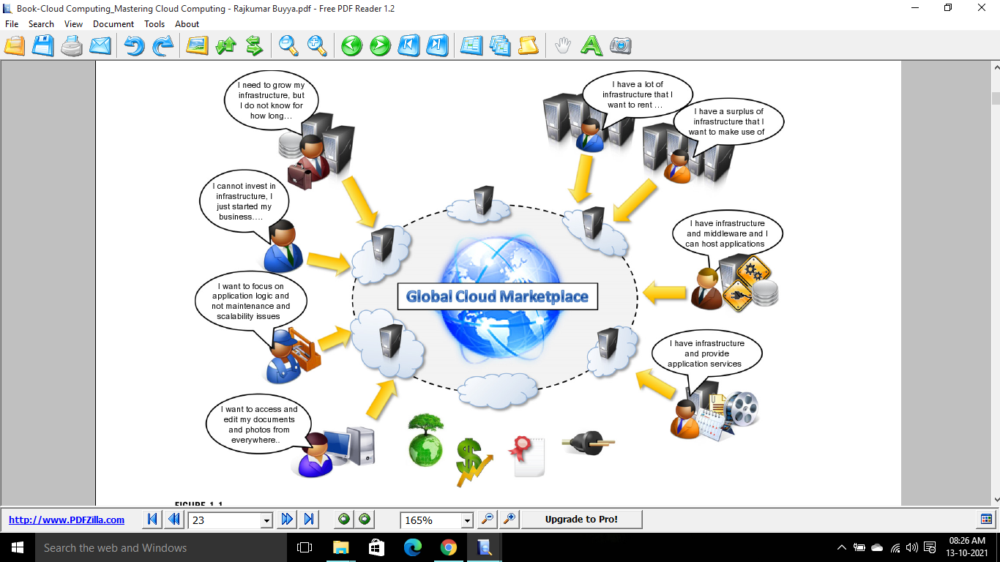 Book-Cloud Computing_Mastering Cloud Computing - Rajkumar Buyya.pdf - Free PDF Reader 1.2
File Search View Document Tools About
I need to grow my
infrastructure, but
I do not know for
how long…
I have a lot of
infrastructure that I
want to rent …
I have a surplus of
infrastructure that I
want to make use of
I cannot invest in
infrastructure, I
just started my
business….
I have infrastructure
and middleware and I
can host applications
Global Cloud Marketplace
I want to focus on
application logic and
not maintenance and
scalability issues
I have infrastructure
and provide
application services
I want to access and
edit my documents
and photos from
everywhere..
FIGURE 1.1
http://www.PDFZilla.com
23
165%
Upgrade to Pro!
Search the web and Windows
08:26 AM
13-10-2021